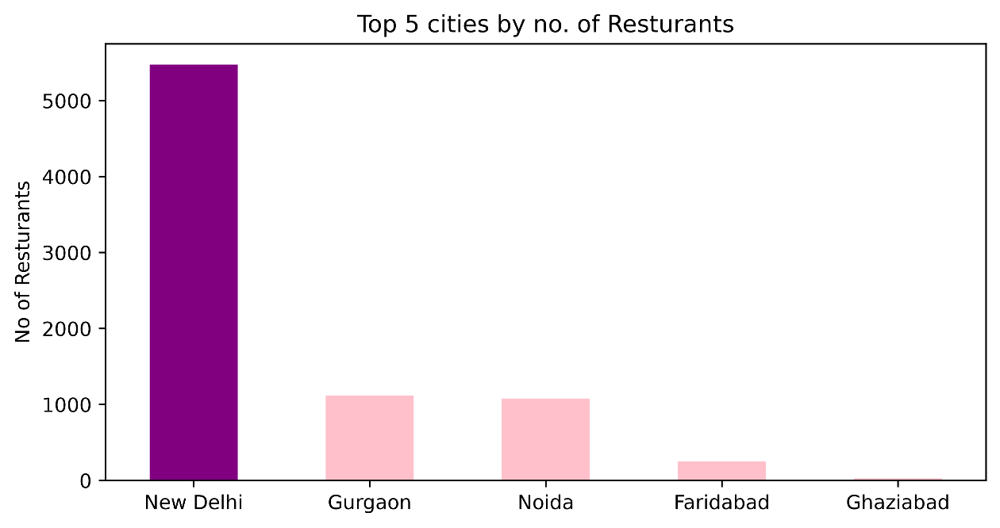 Top 5 cities by no. of Resturants
No of Resturants
5000
4000
3000
2000
1000
0
New Delhi
Gurgaon
Noida
Faridabad
Ghaziabad